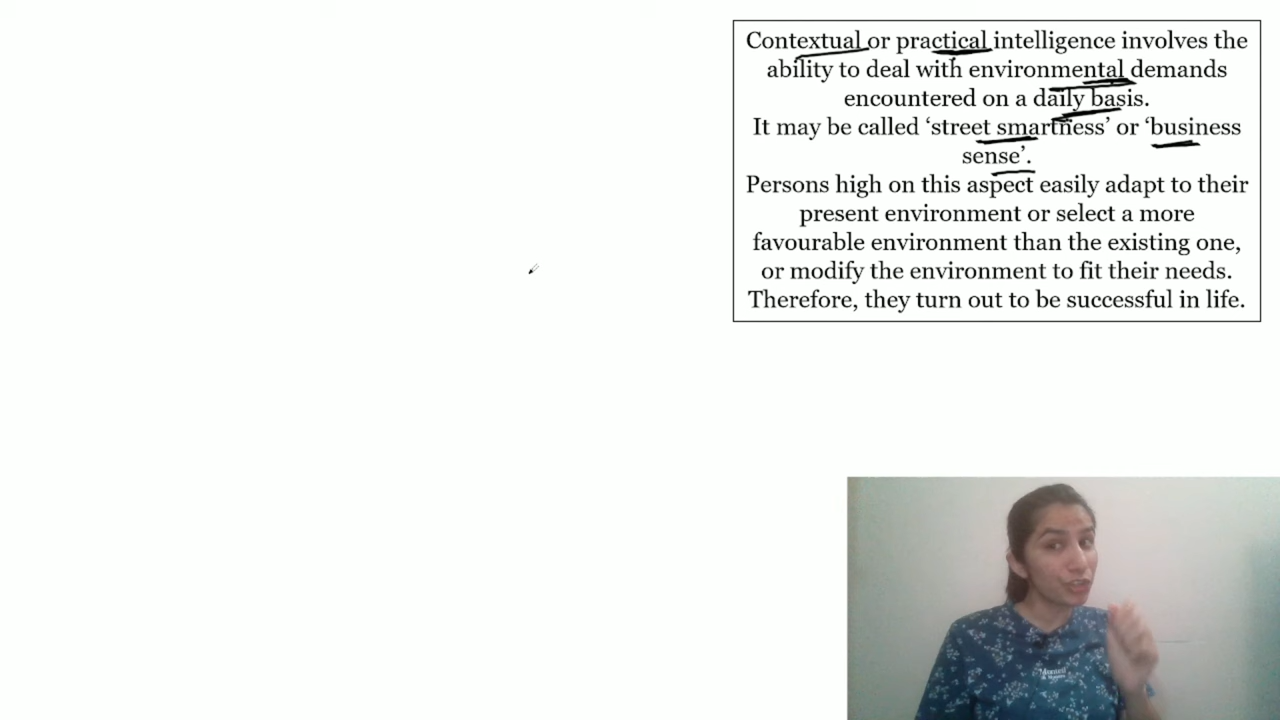 Contextual or practical intelligence involves the
ability to deal with environmental demands
encountered on a daily basis.
It may be called ‘street smartness’ or ‘business
sense’.
Persons high on this aspect easily adapt to their
present environment or select a more
favourable environment than the existing one,
or modify the environment to fit their needs.
Therefore, they turn out to be successful in life.